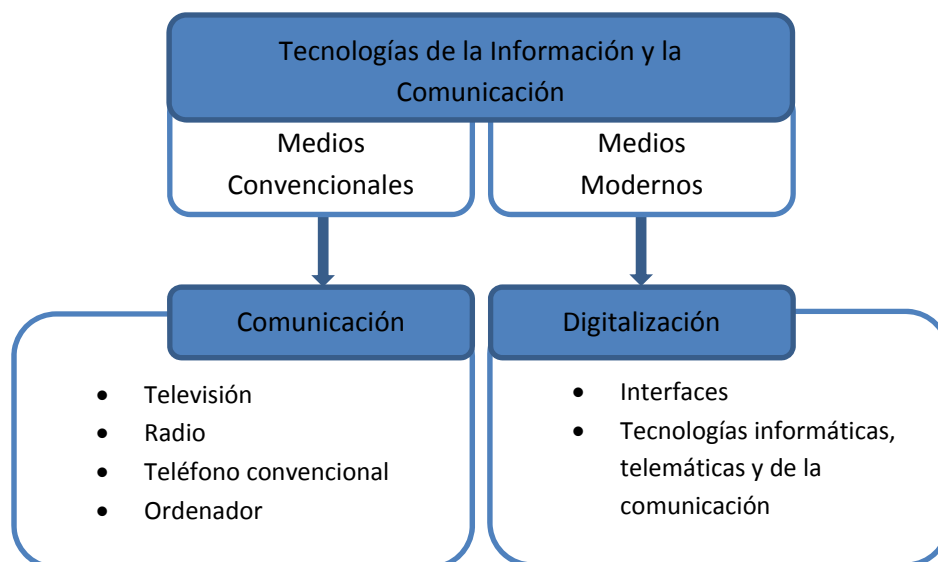 Tecnologías de la Información y la
Comunicación
Medios
Convencionales
Medios
Modernos
Comunicación
• Televisión
• Radio
• Teléfono convencional
• Ordenador
Digitalización
• Interfaces
• Tecnologías informáticas,
telemáticas y de la
comunicación